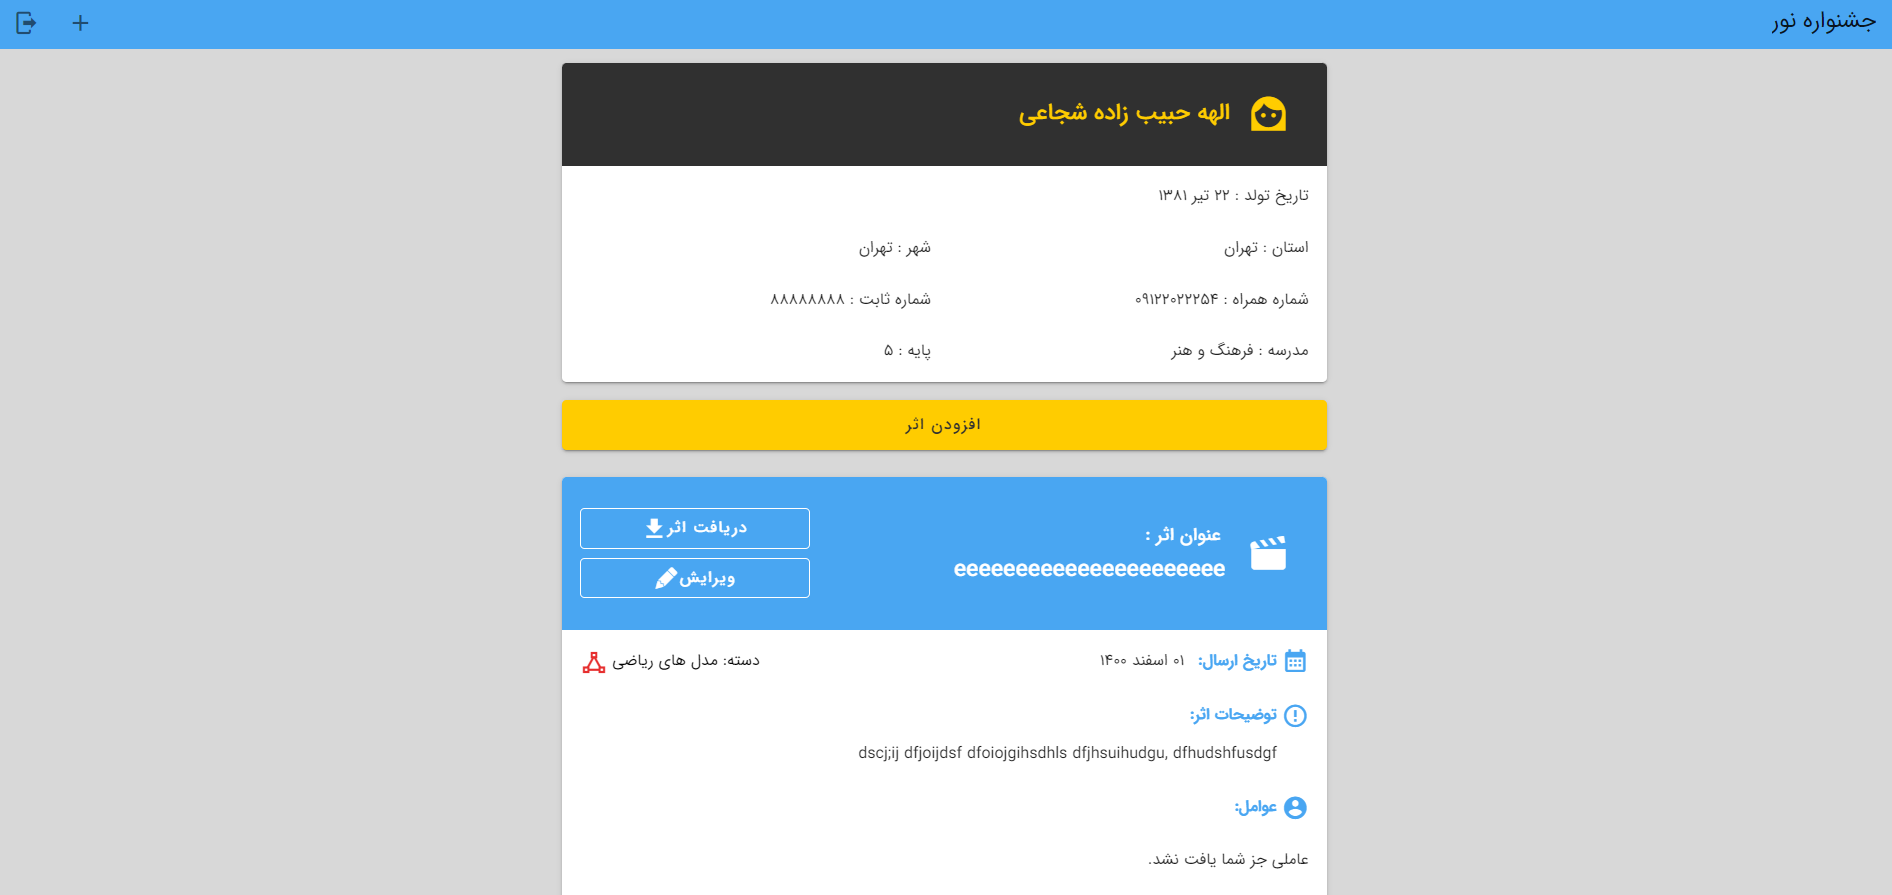 جشنواره نور
الهه حبیب زاده شجاعی
تاریخ تولد : ۲۲ تیر ۱۳۸۱
استان : تهران
شهر : تهران
شماره همراه : ۰۹۱۲۲۰۲۲۲۵۴
شماره ثابت : ۸۸۸۸۸۸۸۸
مدرسه : فرهنگ و هنر
پایه : ۵
افزودن اثر
عنوان اثر :
eeeeeeeeeeeeeeeeeeeeee
دریافت اثر
ویرایش
تاریخ ارسال: ۰۱ اسفند ۱۴۰۰
دسته: مدل های ریاضی
توضیحات اثر:
dscj;ij dfjoijdsf dfoiojgihsdhls dfjhsuihudgu, dfhudshfusdgf
عوامل:
عاملی جز شما یافت نشد.